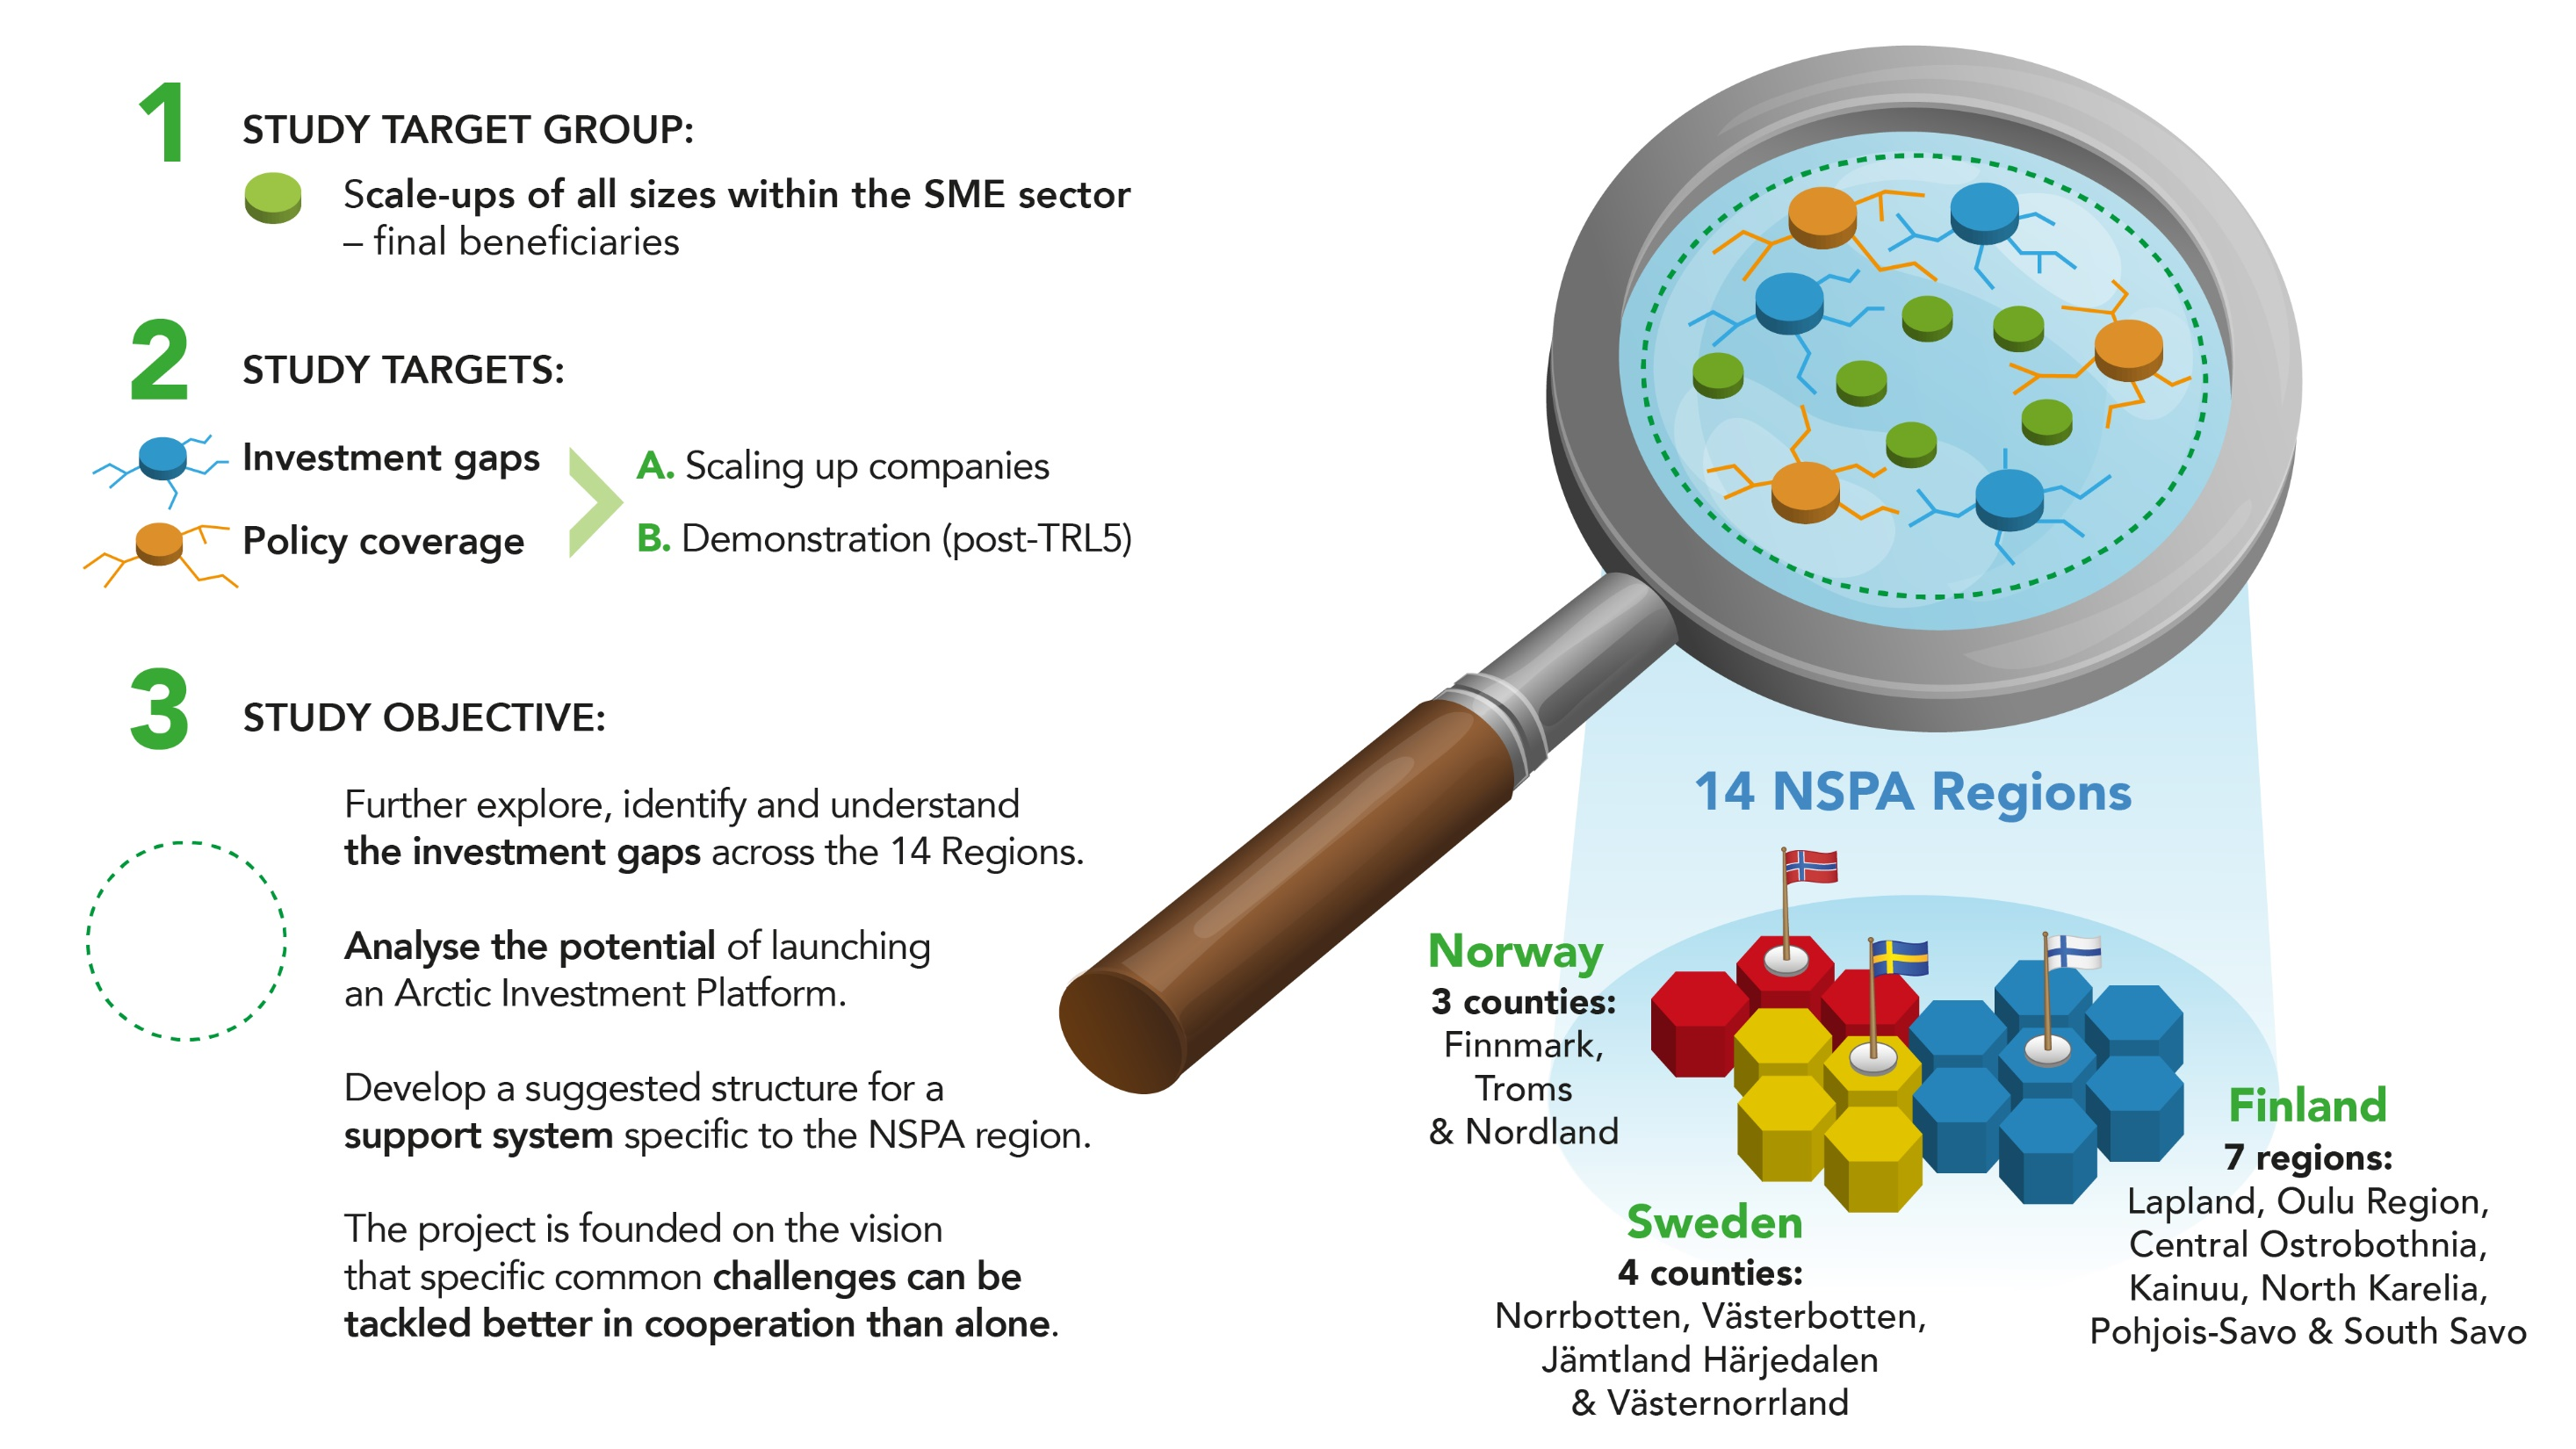 1
STUDY TARGET GROUP:
Scale-ups of all sizes within the SME sector
– final beneficiaries
2
STUDY TARGETS:
Investment gaps
Policy coverage
A. Scaling up companies
B. Demonstration (post-TRL5)
3
STUDY OBJECTIVE:
Further explore, identify and understand
the investment gaps across the 14 Regions.
Analyse the potential of launching
an Arctic Investment Platform.
Develop a suggested structure for a
support system specific to the NSPA region.
The project is founded on the vision
that specific common challenges can be
tackled better in cooperation than alone.
14 NSPA Regions
Norway
3 counties:
Finnmark,
Troms
& Nordland
Sweden
4 counties:
Norrbotten, Västerbotten,
Jämtland Härjedalen
& Västernorrland
Finland
7 regions:
Lapland, Oulu Region,
Central Ostrobothnia,
Kainuu, North Karelia,
Pohjois-Savo & South Savo